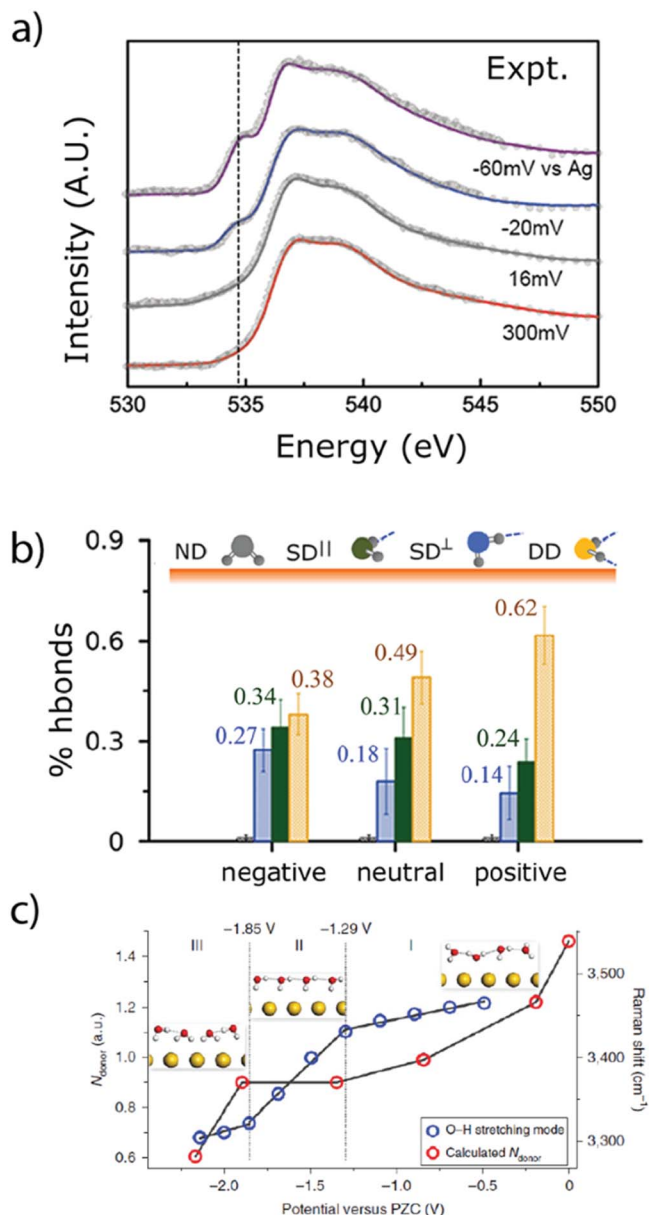 a)
Expt.
-60mV vs Ag
-20mV
16mV
300mV
Intensity (A.U.)
530 535 540 545 550
Energy (eV)
b)
0.9
0.6
0.3
0
% hbonds
ND SD|| SD⊥ DD
0.27 0.34 0.38
0.18 0.31 0.49
0.14 0.24 0.62
negative neutral positive
c)
−1.85 V −1.29 V
III II I
1.4
1.2
1.0
0.9
0.8
0.6
N donor (a.u.)
3,500
3,400
3,300
Raman shift (cm⁻¹)
O–H stretching mode
Calculated N donor
−2.0 −1.5 −1.0 −0.5 0
Potential versus PZC (V)